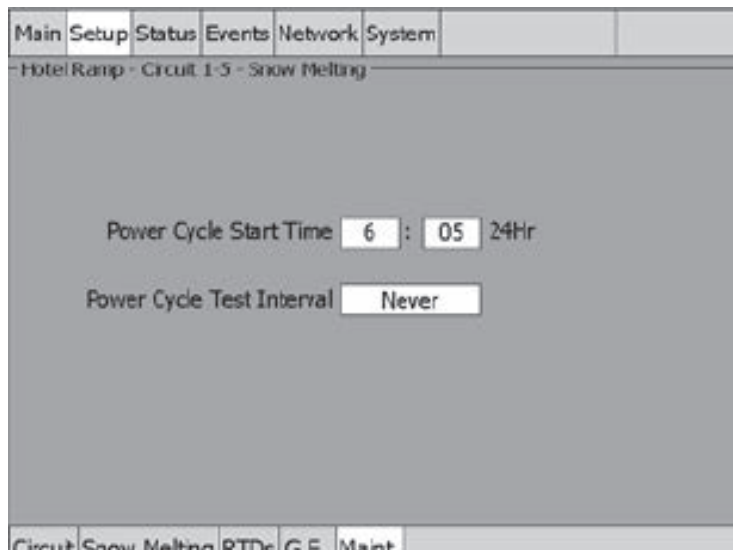 Main Setup Status Events Network System
Hotel Ramp - Circuit 1-5 - Snow Melting
Power Cycle Start Time 6 : 05 24Hr
Power Cycle Test Interval Never
Circuit Snow Melting RTDs G.F. Maint.